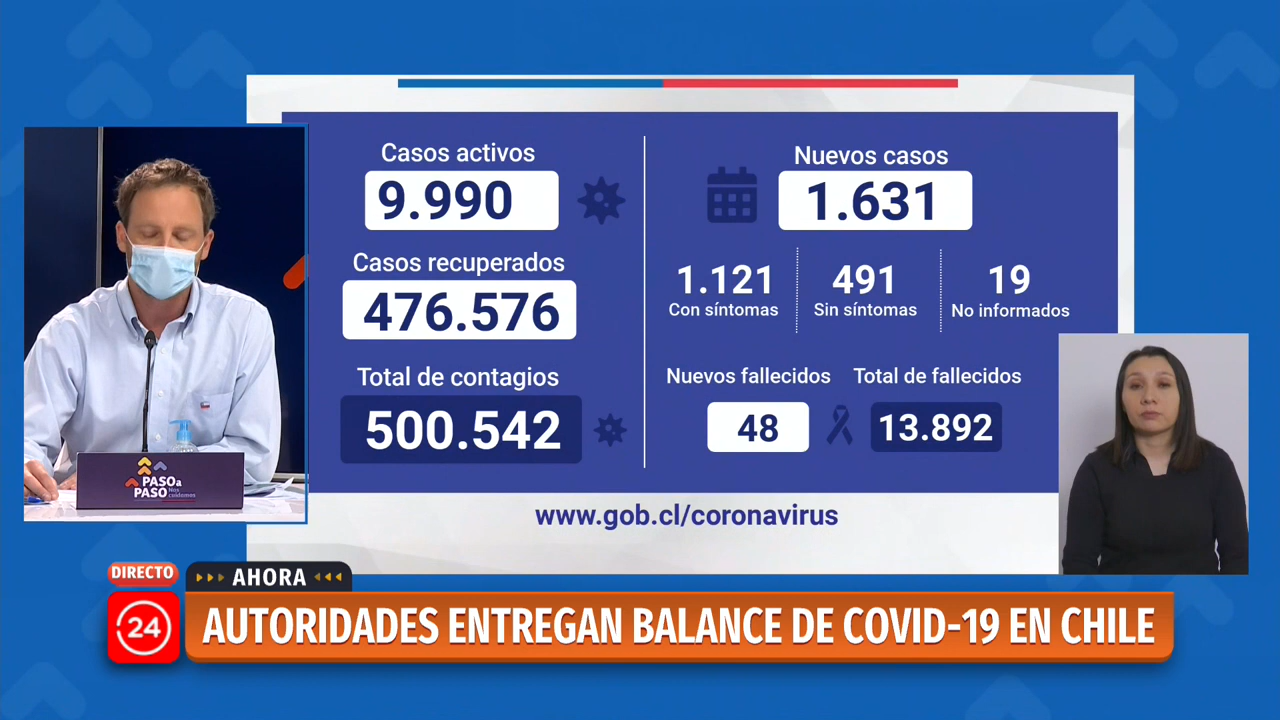 Casos activos
9.990
Casos recuperados
476.576
Total de contagios
500.542
Nuevos casos
1.631
1.121
Con síntomas
491
Sin síntomas
19
No informados
Nuevos fallecidos
48
Total de fallecidos
13.892
www.gob.cl/coronavirus
PASO a
PASO Nos
cuidamos
DIRECTO
AHORA
24
AUTORIDADES ENTREGAN BALANCE DE COVID-19 EN CHILE